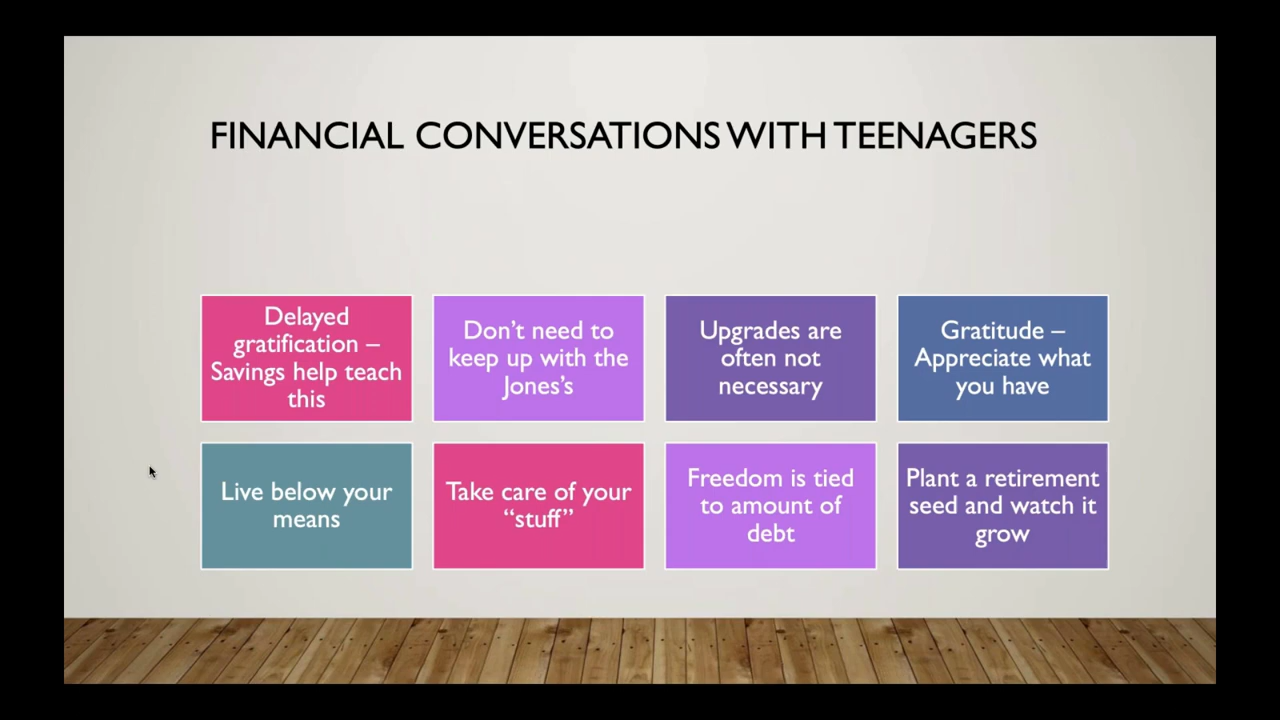 FINANCIAL CONVERSATIONS WITH TEENAGERS
Delayed
gratification –
Savings help teach
this
Don’t need to
keep up with the
Jones’s
Upgrades are
often not
necessary
Gratitude –
Appreciate what
you have
Live below your
means
Take care of your
“stuff”
Freedom is tied
to amount of
debt
Plant a retirement
seed and watch it
grow